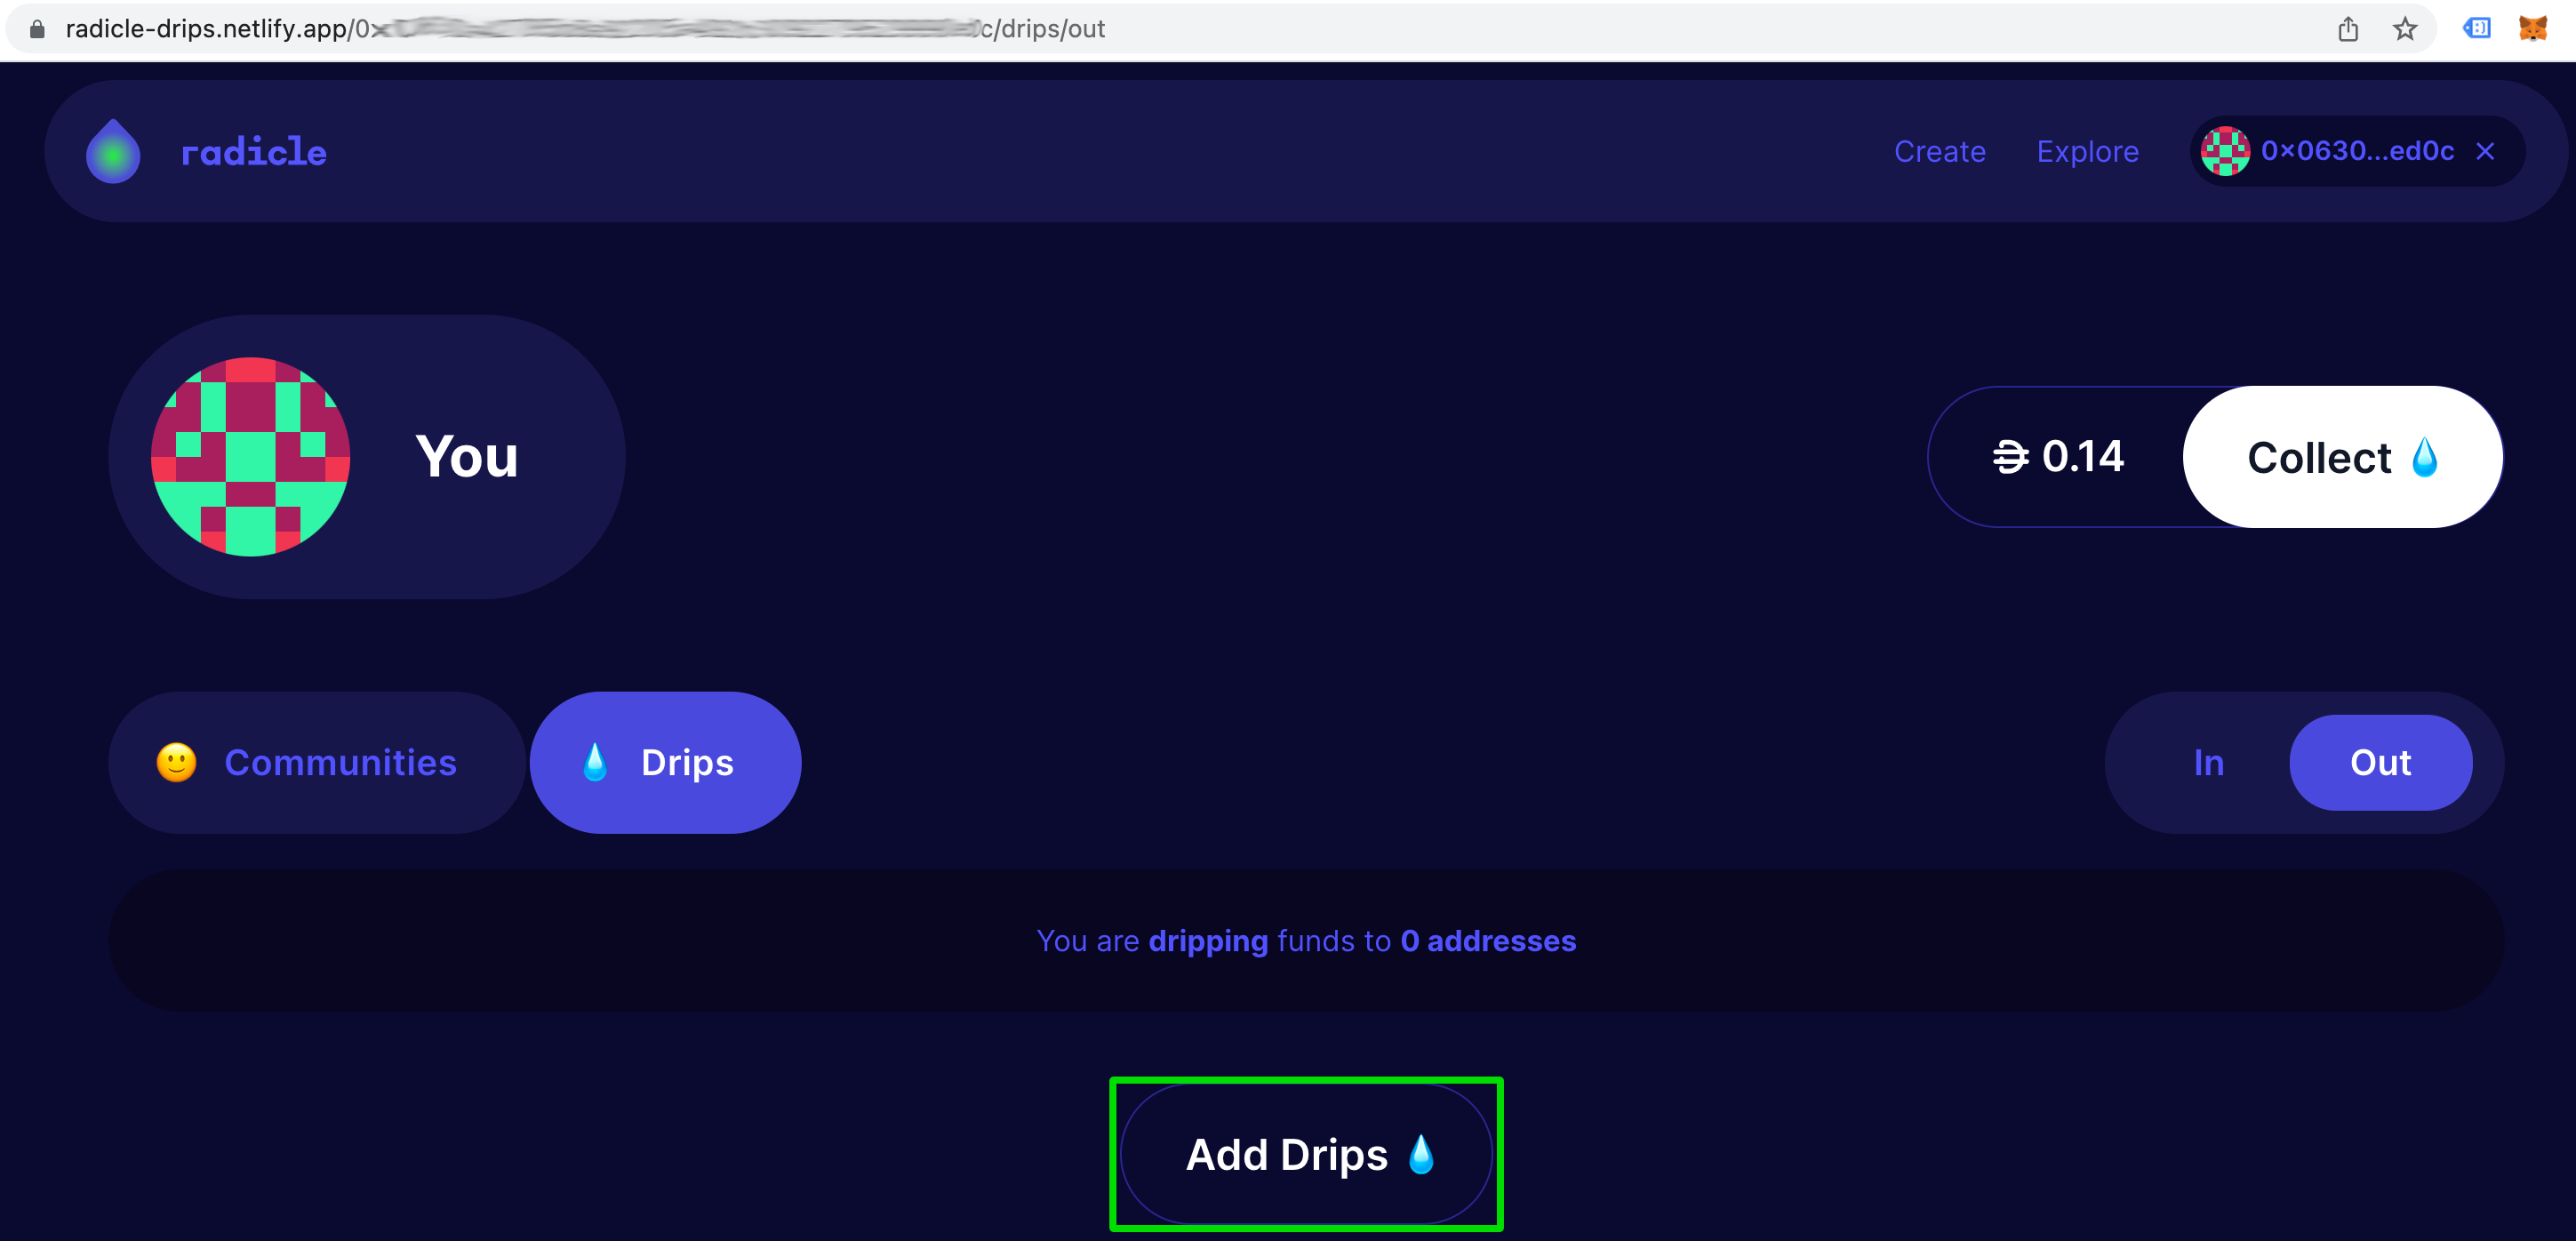 radicle-drips.netlify.app/0x c/drips/out
radicle
Create Explore 0x0630...ed0c ×
You
0.14 Collect 💧
🙂 Communities 💧 Drips In Out
You are dripping funds to 0 addresses
Add Drips 💧